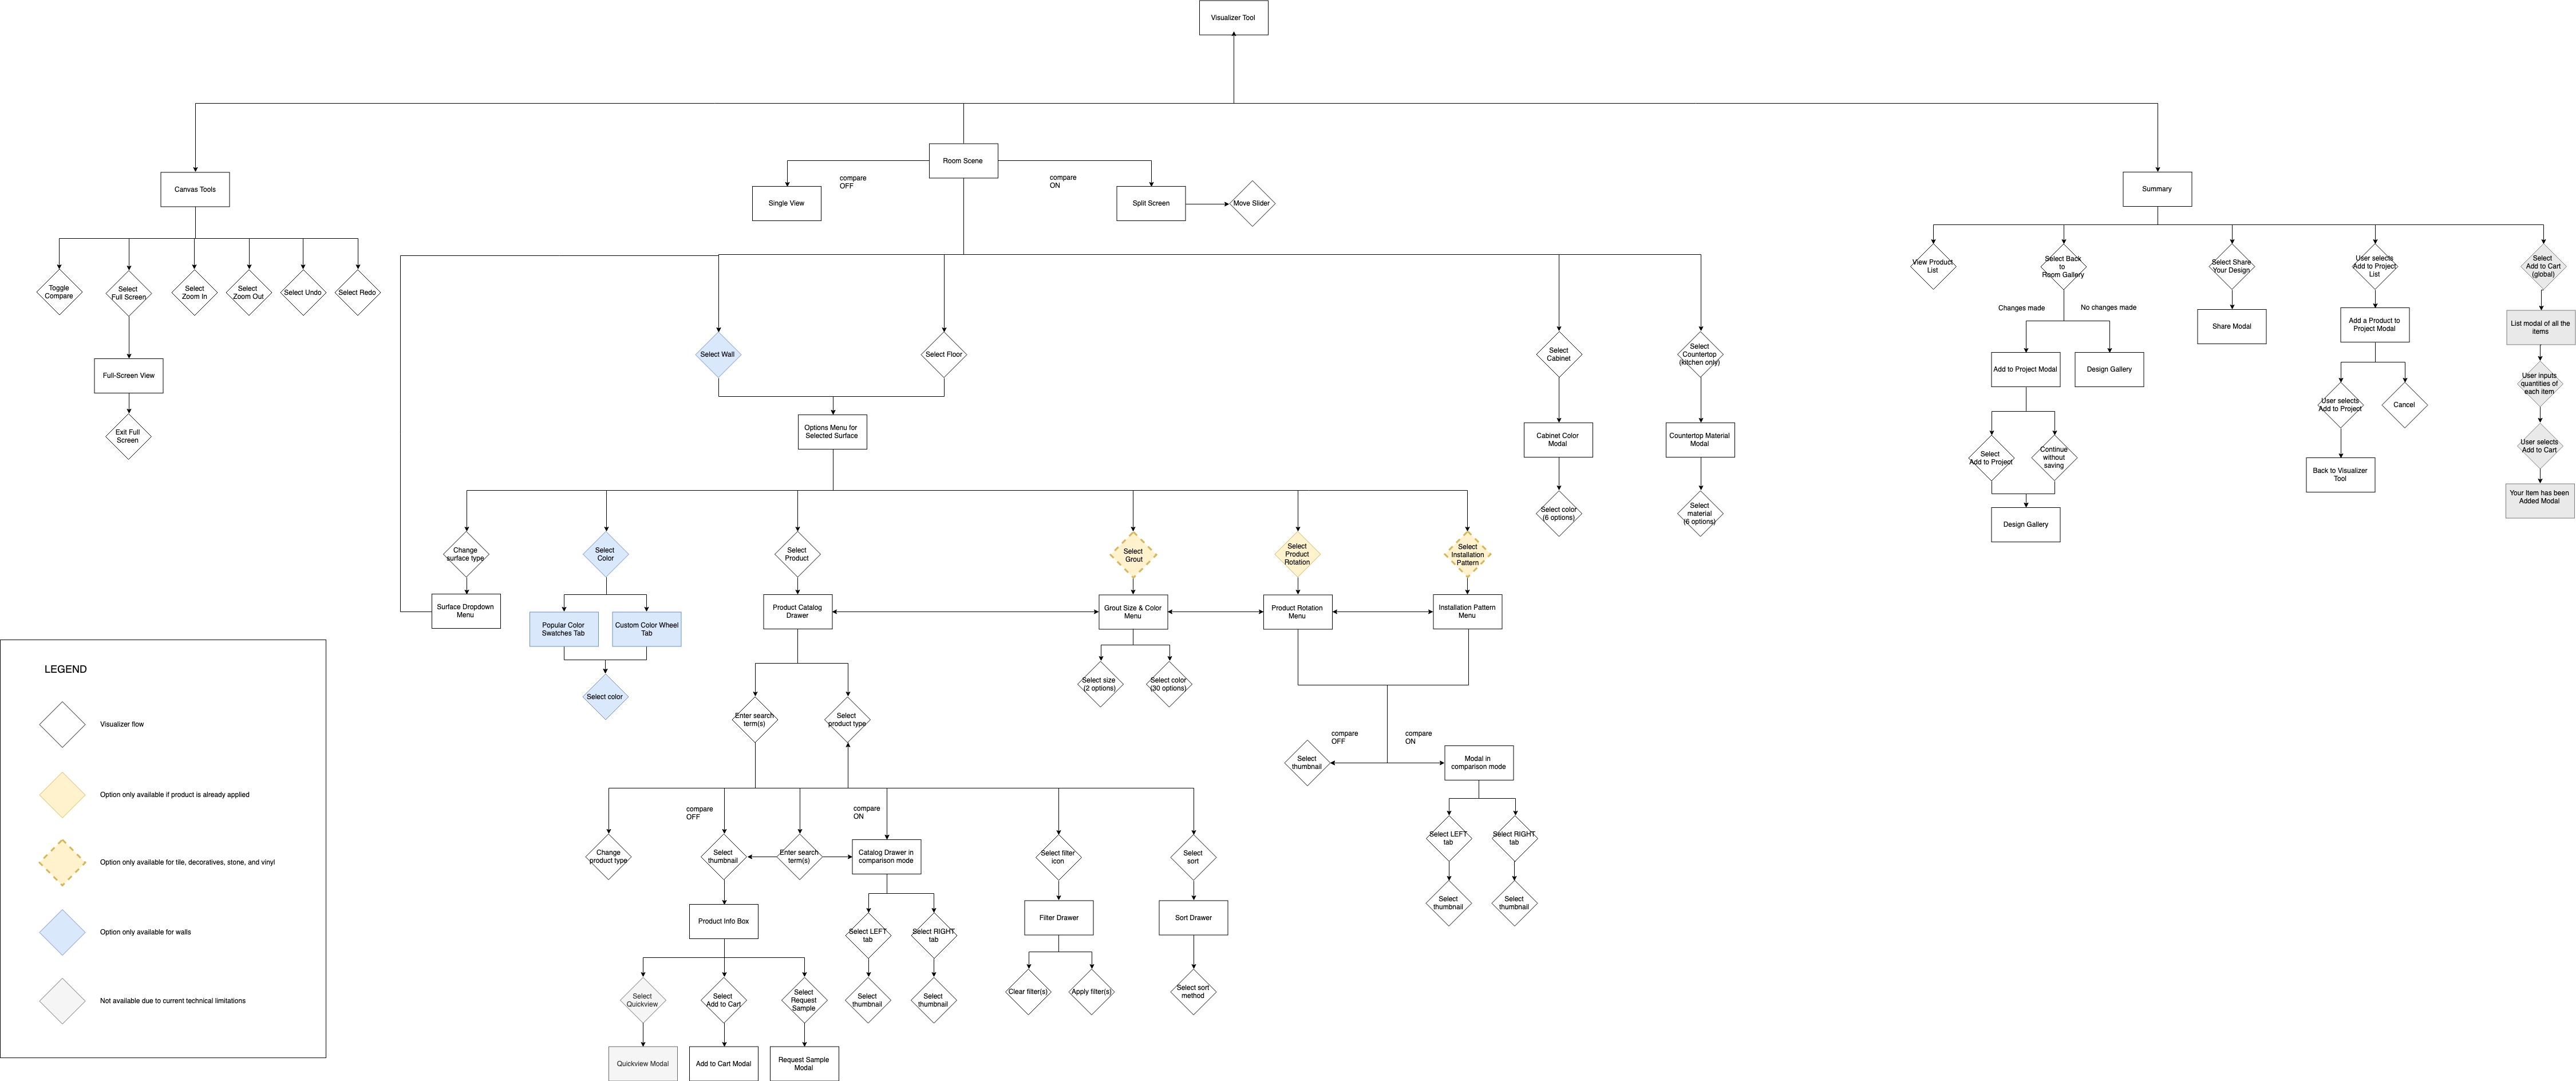 Visualizer Tool
Canvas Tools
Room Scene
Summary
compare
OFF
compare
ON
Single View
Split Screen
Move Slider
Toggle
Compare
Select
Full Screen
Select
Zoom In
Select
Zoom Out
Select Undo
Select Redo
Full-Screen View
Exit Full
Screen
View Product
List
Select Back
to
Room Gallery
Select Share
Your Design
User selects
Add to Project
List
Select
Add to Cart
(global)
Changes made
No changes made
Share Modal
Add a Product to
Project Modal
List modal of all the
items
Add to Project Modal
Design Gallery
User selects
Add to Project
Cancel
User inputs
quantities of
each item
Select
Add to Project
Continue
without
saving
Back to Visualizer
Tool
User selects
Add to Cart
Design Gallery
Your Item has been
Added Modal
Select Wall
Select Floor
Select
Cabinet
Select
Countertop
(kitchen only)
Options Menu for
Selected Surface
Cabinet Color
Modal
Countertop Material
Modal
Select color
(6 options)
Select
material
(6 options)
Change
surface type
Select
Color
Select
Product
Select
Grout
Select
Product
Rotation
Select
Installation
Pattern
Surface Dropdown
Menu
Popular Color
Swatches Tab
Custom Color Wheel
Tab
Product Catalog
Drawer
Grout Size & Color
Menu
Product Rotation
Menu
Installation Pattern
Menu
Select color
Enter search
term(s)
Select
product type
Select size
(2 options)
Select color
(30 options)
compare
OFF
compare
ON
Select
thumbnail
Modal in
comparison mode
Select LEFT
tab
Select RIGHT
tab
Select
thumbnail
Select
thumbnail
compare
OFF
compare
ON
Change
product type
Select
thumbnail
Enter search
term(s)
Catalog Drawer in
comparison mode
Select filter
icon
Select
sort
Product Info Box
Select LEFT
tab
Select RIGHT
tab
Filter Drawer
Sort Drawer
Select
Quickview
Select
Add to Cart
Select
Request
Sample
Select
thumbnail
Select
thumbnail
Clear filter(s)
Apply filter(s)
Select sort
method
Quickview Modal
Add to Cart Modal
Request Sample
Modal
LEGEND
Visualizer flow
Option only available if product is already applied
Option only available for tile, decoratives, stone, and vinyl
Option only available for walls
Not available due to current technical limitations